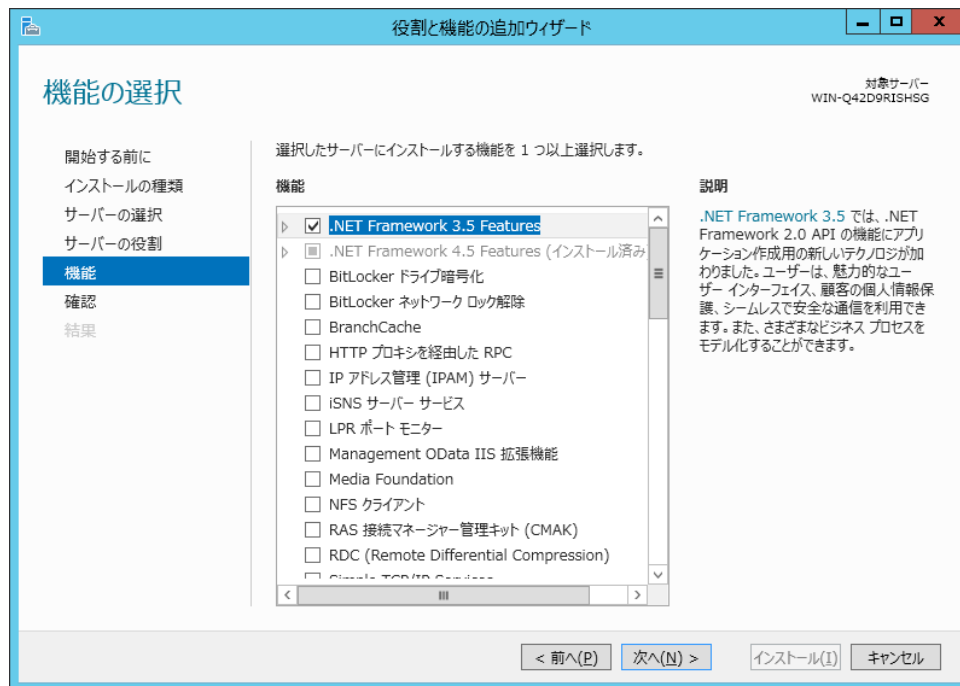 役割と機能の追加ウィザード
機能の選択
対象サーバー
WIN-Q42D9RISHSG
開始する前に
インストールの種類
サーバーの選択
サーバーの役割
機能
確認
結果
選択したサーバーにインストールする機能を 1 つ以上選択します。
機能
.NET Framework 3.5 Features
.NET Framework 4.5 Features (インストール済み
BitLocker ドライブ暗号化
BitLocker ネットワーク ロック解除
BranchCache
HTTP プロキシを経由した RPC
IP アドレス管理 (IPAM) サーバー
iSNS サーバー サービス
LPR ポート モニター
Management OData IIS 拡張機能
Media Foundation
NFS クライアント
RAS 接続マネージャー管理キット (CMAK)
RDC (Remote Differential Compression)
Simple TCP/IP Services
説明
.NET Framework 3.5 では、.NET
Framework 2.0 API の機能にアプリ
ケーション作成用の新しいテクノロジが加
わりました。ユーザーは、魅力的なユー
ザー インターフェイス、顧客の個人情報保
護、シームレスで安全な通信を利用でき
ます。また、さまざまなビジネス プロセスを
モデル化することができます。
< 前へ(P)
次へ(N) >
インストール(I)
キャンセル